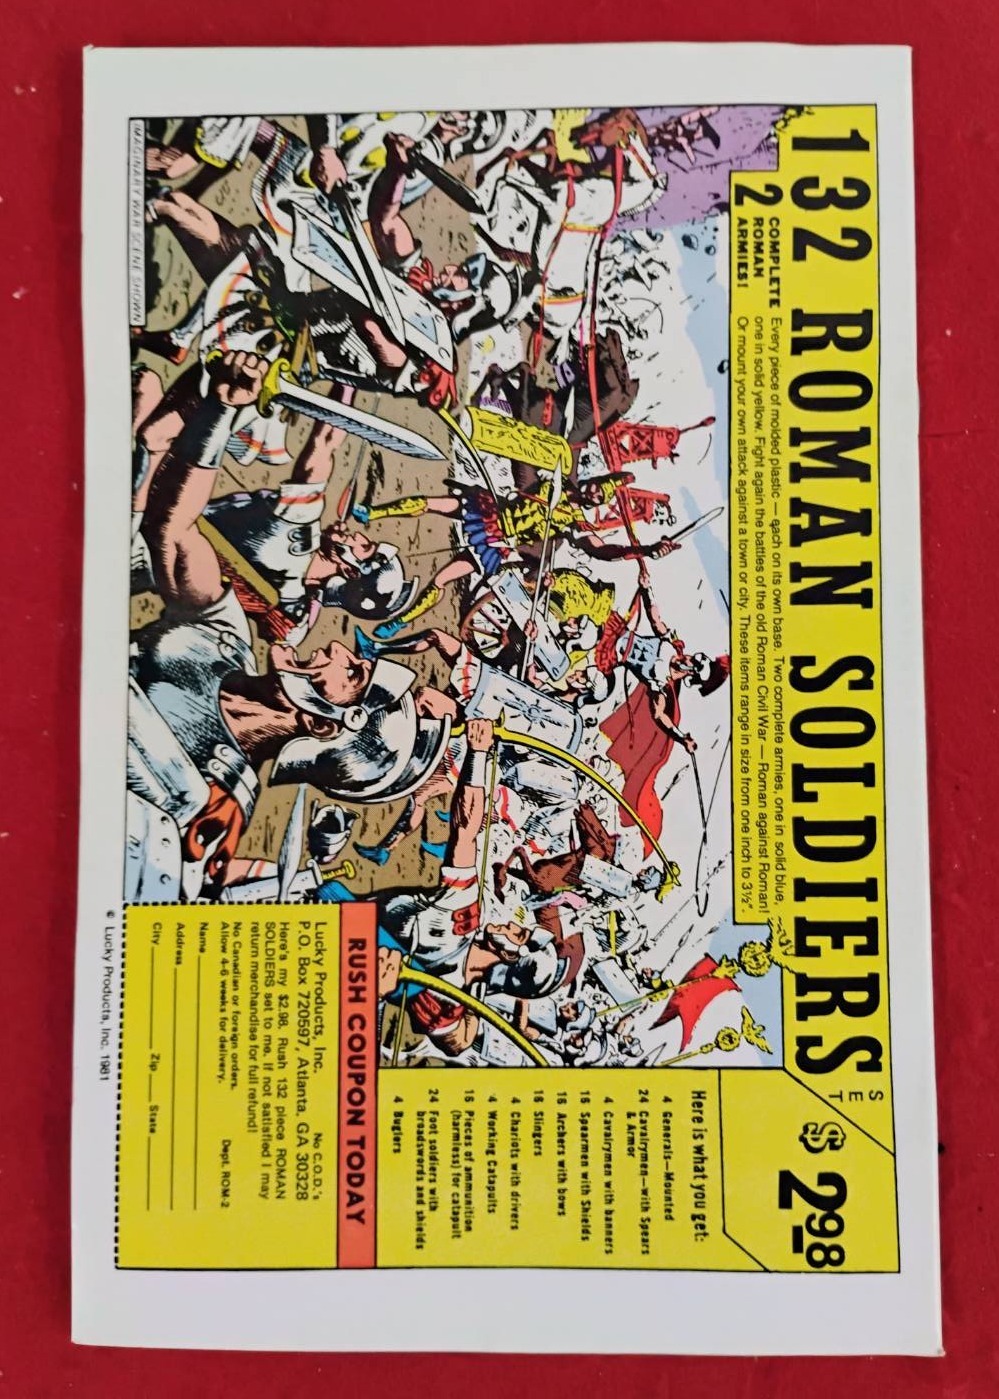 132 ROMAN SOLDIERS
SET
$2.98
2
COMPLETE
ROMAN
ARMIES!
Every piece of molded plastic — each on its own base. Two complete armies, one in solid blue,
one in solid yellow. Fight again the battles of the old Roman Civil War — Roman against Roman!
Or mount your own attack against a town or city. These items range in size from one inch to 3½".
Here is what you get:
4 Generals—Mounted
24 Cavalrymen—with Spears
& Armor
4 Cavalrymen with banners
16 Spearmen with Shields
16 Archers with bows
16 Slingers
4 Chariots with drivers
4 Working Catapults
16 Pieces of ammunition
(harmless) for catapult
24 Foot soldiers with
broadswords and shields
4 Buglers
RUSH COUPON TODAY
Lucky Products, Inc. No C.O.D.'s
P.O. Box 720597, Atlanta, GA 30328
Here's my $2.98. Rush 132 piece ROMAN
SOLDIERS set to me. If not satisfied I may
return merchandise for full refund!
No Canadian or foreign orders.
Allow 4-6 weeks for delivery. Dept. ROM-2
Name
Address
City Zip State
IMAGINARY WAR SCENE SHOWN
© Lucky Products, Inc. 1981